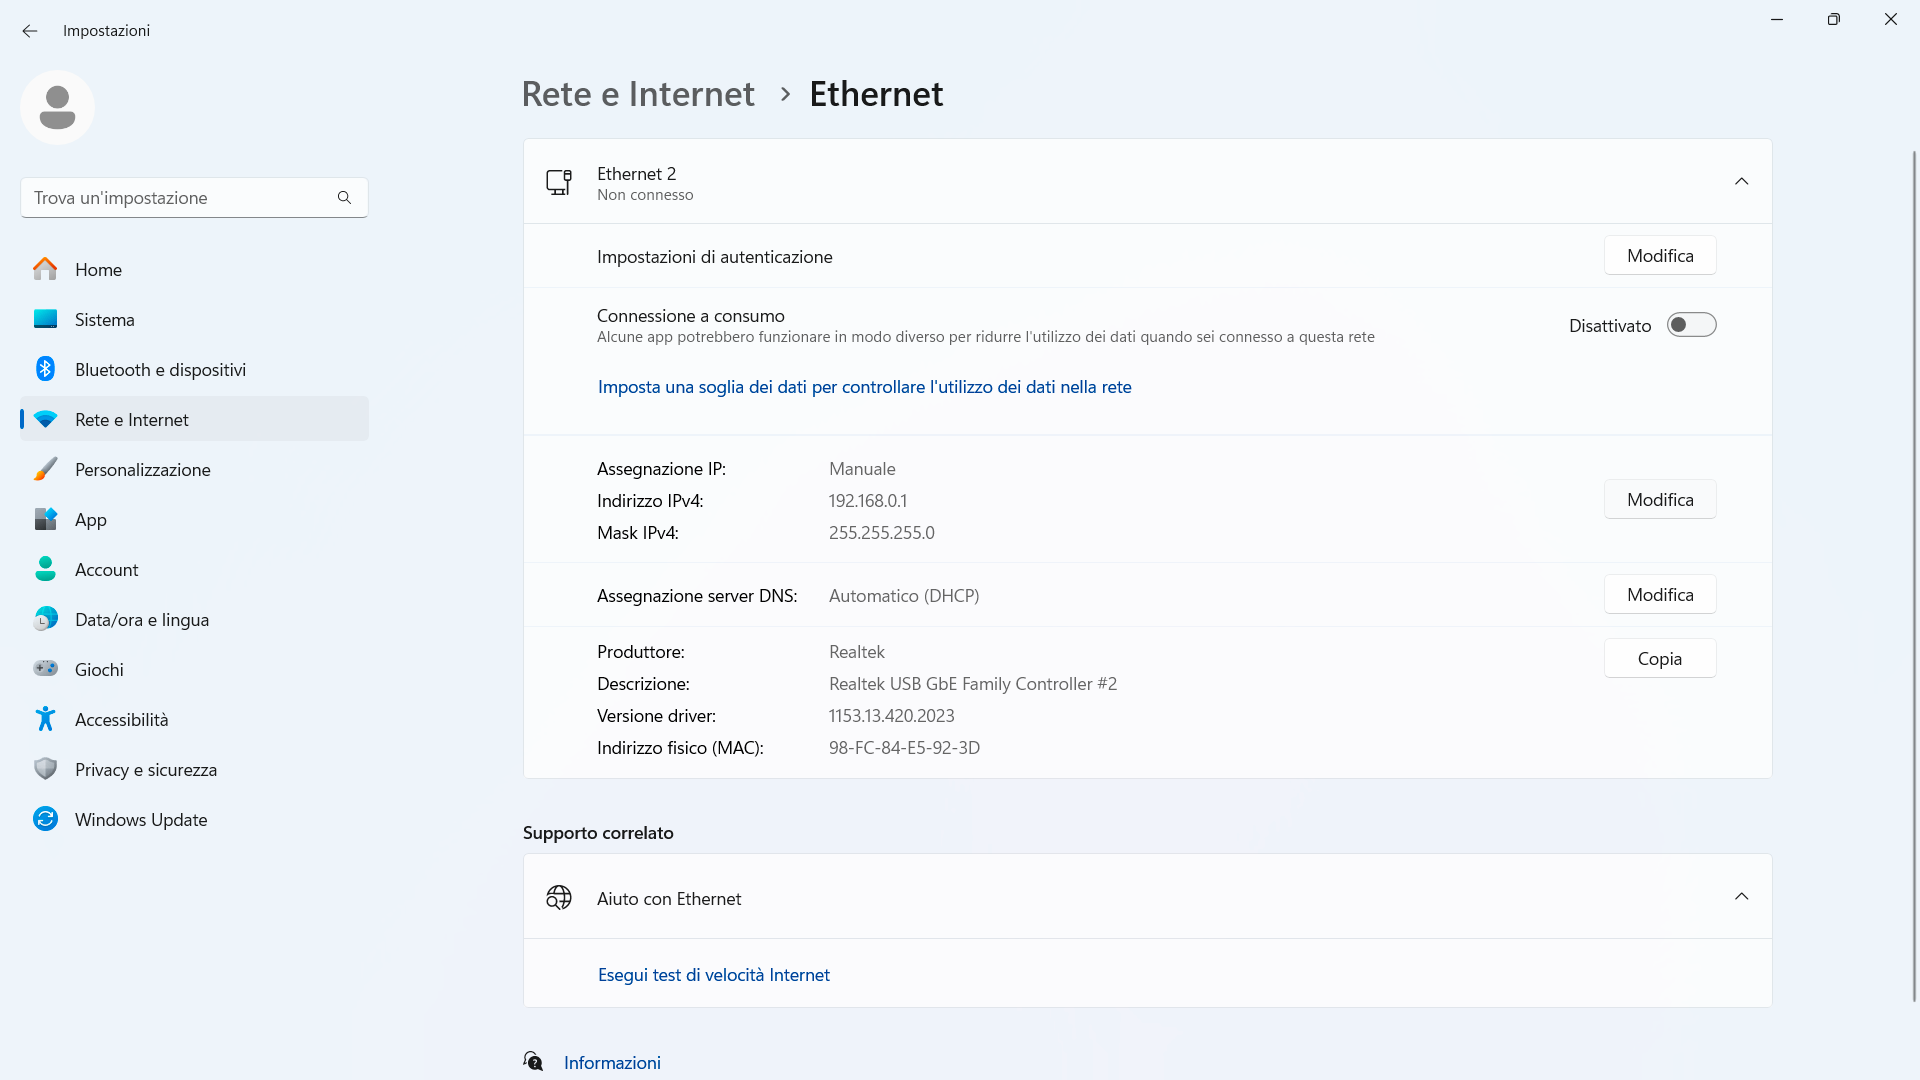 Impostazioni
Trova un'impostazione
Home
Sistema
Bluetooth e dispositivi
Rete e Internet
Personalizzazione
App
Account
Data/ora e lingua
Giochi
Accessibilità
Privacy e sicurezza
Windows Update
Rete e Internet > Ethernet
Ethernet 2
Non connesso
Impostazioni di autenticazione Modifica
Connessione a consumo
Alcune app potrebbero funzionare in modo diverso per ridurre l'utilizzo dei dati quando sei connesso a questa rete
Disattivato
Imposta una soglia dei dati per controllare l'utilizzo dei dati nella rete
Assegnazione IP: Manuale
Indirizzo IPv4: 192.168.0.1
Modifica
Mask IPv4: 255.255.255.0
Assegnazione server DNS: Automatico (DHCP) Modifica
Produttore: Realtek
Copia
Descrizione: Realtek USB GbE Family Controller #2
Versione driver: 1153.13.420.2023
Indirizzo fisico (MAC): 98-FC-84-E5-92-3D
Supporto correlato
Aiuto con Ethernet
Esegui test di velocità Internet
Informazioni